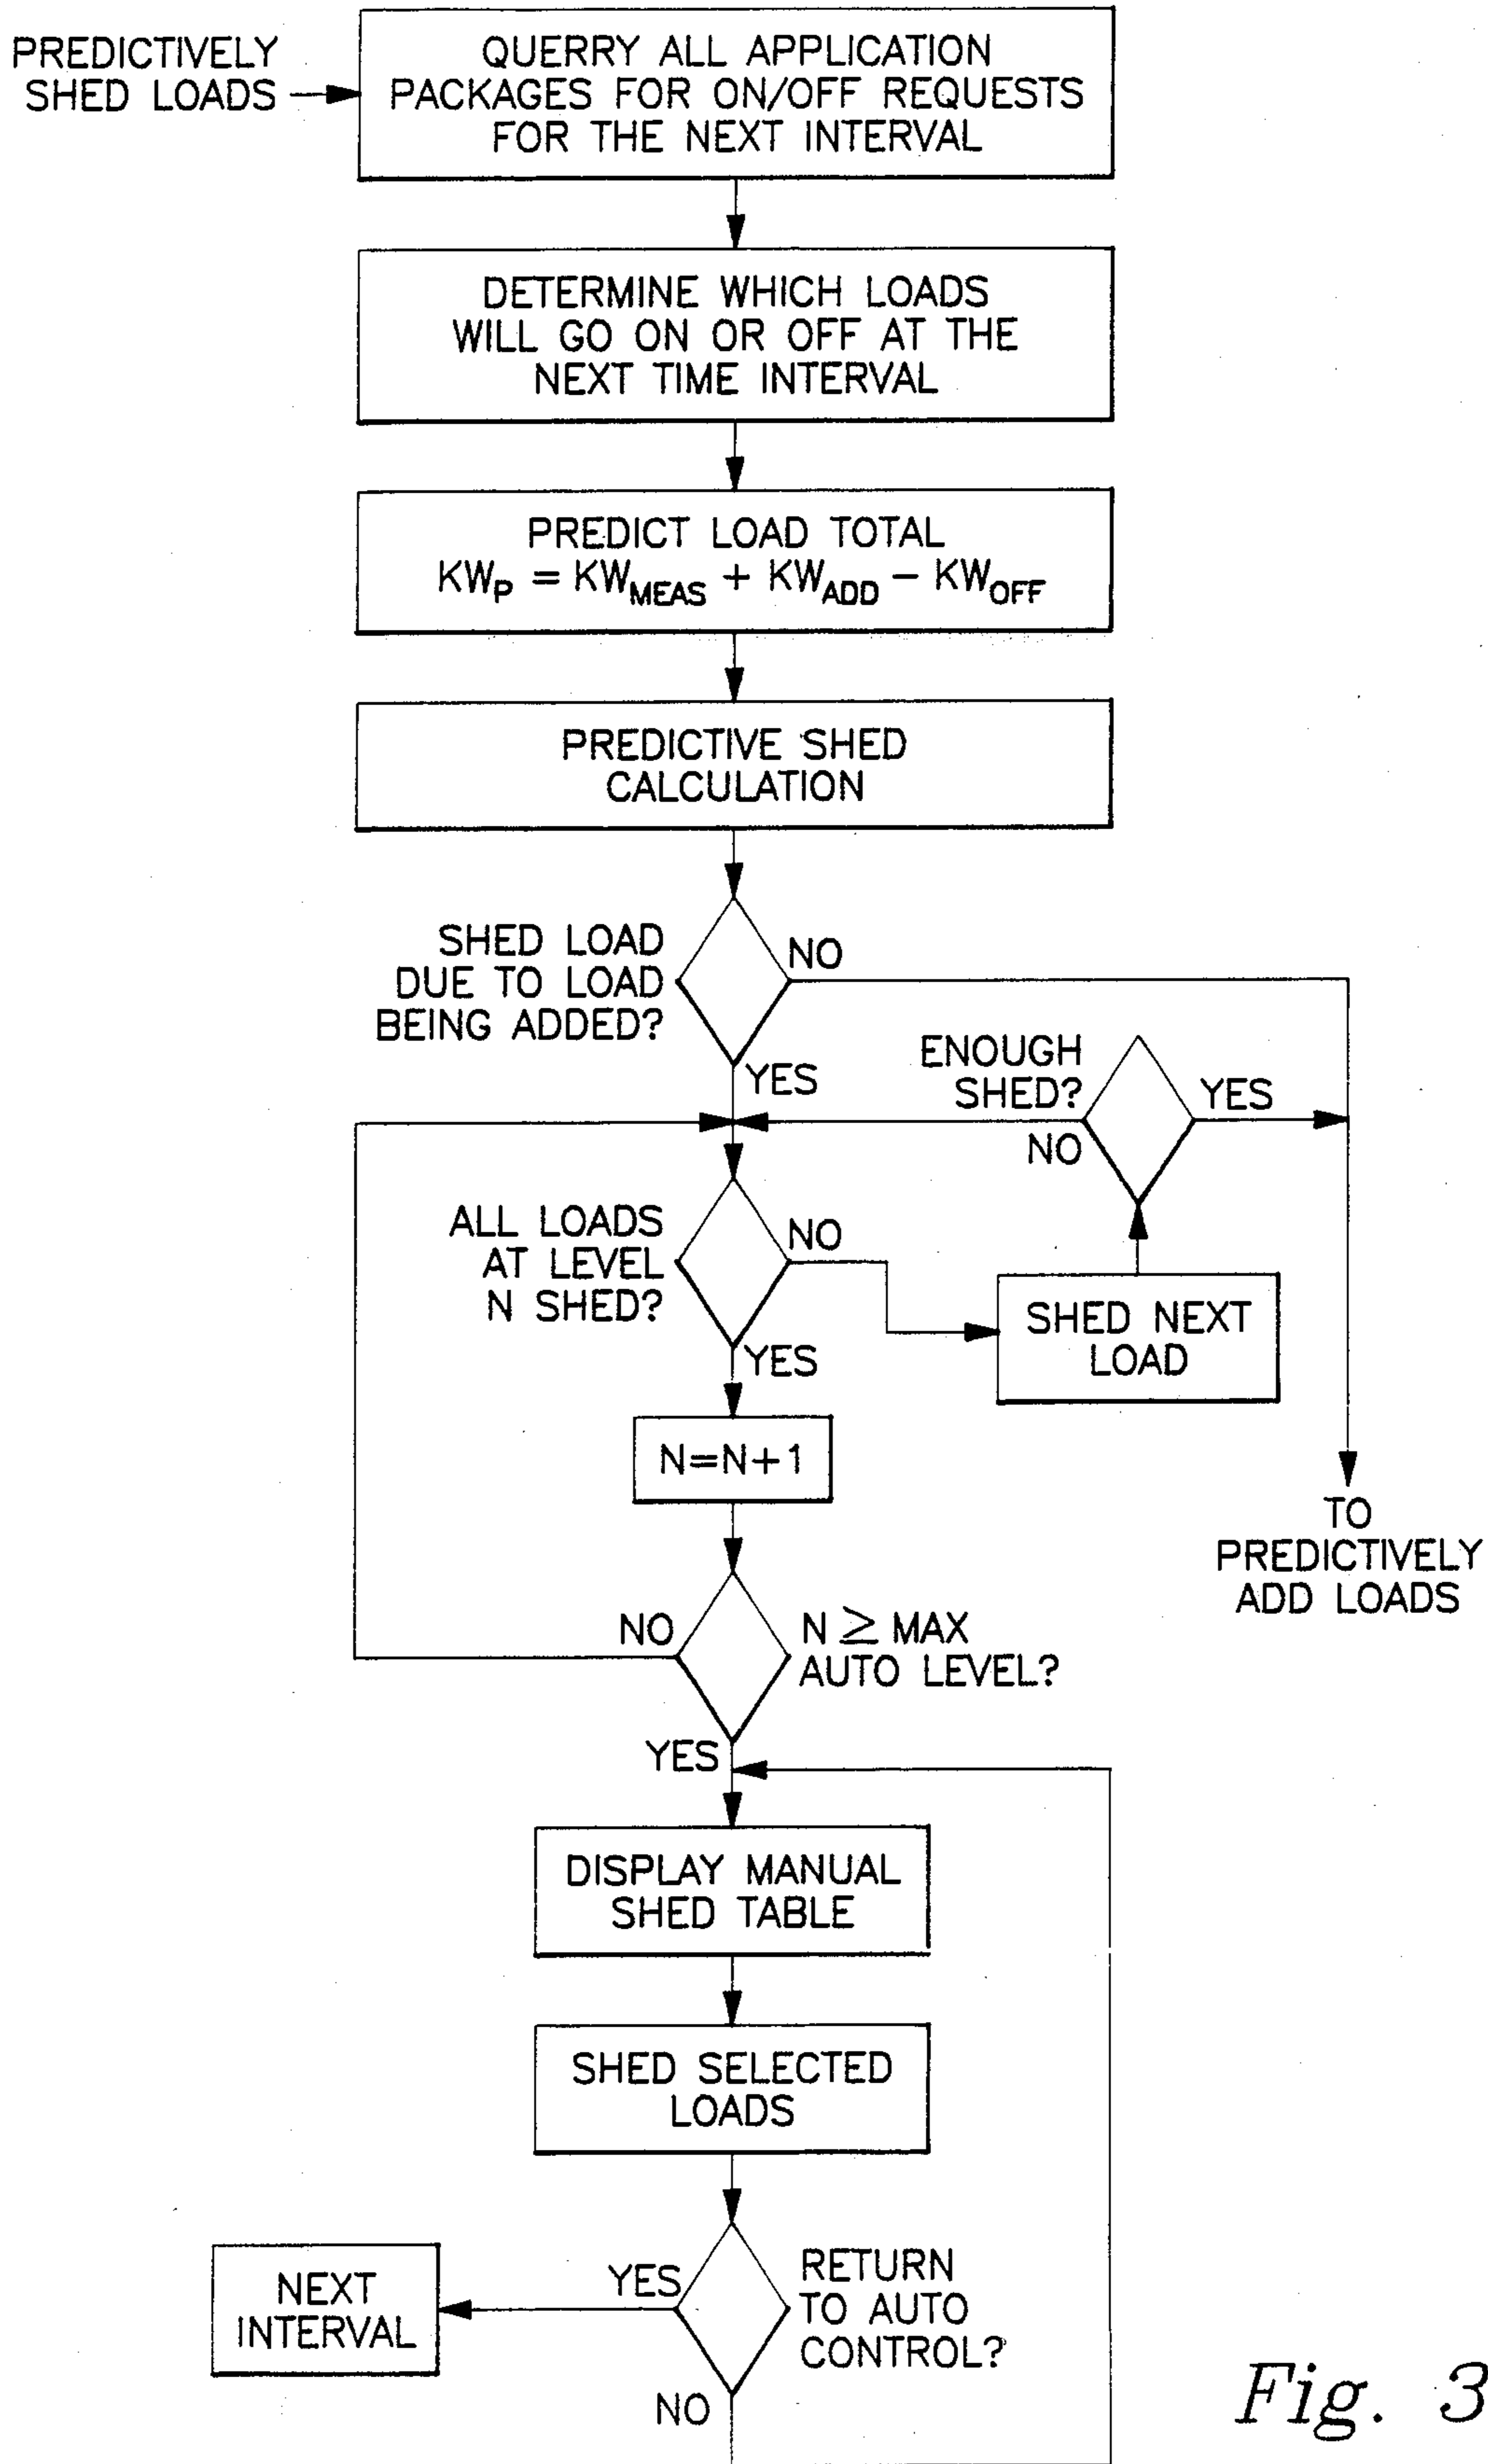 PREDICTIVELY
SHED LOADS
QUERRY ALL APPLICATION
PACKAGES FOR ON/OFF REQUESTS
FOR THE NEXT INTERVAL
DETERMINE WHICH LOADS
WILL GO ON OR OFF AT THE
NEXT TIME INTERVAL
PREDICT LOAD TOTAL
KW_P = KW_MEAS + KW_ADD − KW_OFF
PREDICTIVE SHED
CALCULATION
SHED LOAD
DUE TO LOAD
BEING ADDED?
NO
YES
ENOUGH
SHED?
YES
NO
ALL LOADS
AT LEVEL
N SHED?
NO
YES
SHED NEXT
LOAD
N=N+1
TO
PREDICTIVELY
ADD LOADS
NO
N ≥ MAX
AUTO LEVEL?
YES
DISPLAY MANUAL
SHED TABLE
SHED SELECTED
LOADS
NEXT
INTERVAL
YES
RETURN
TO AUTO
CONTROL?
NO
Fig. 3